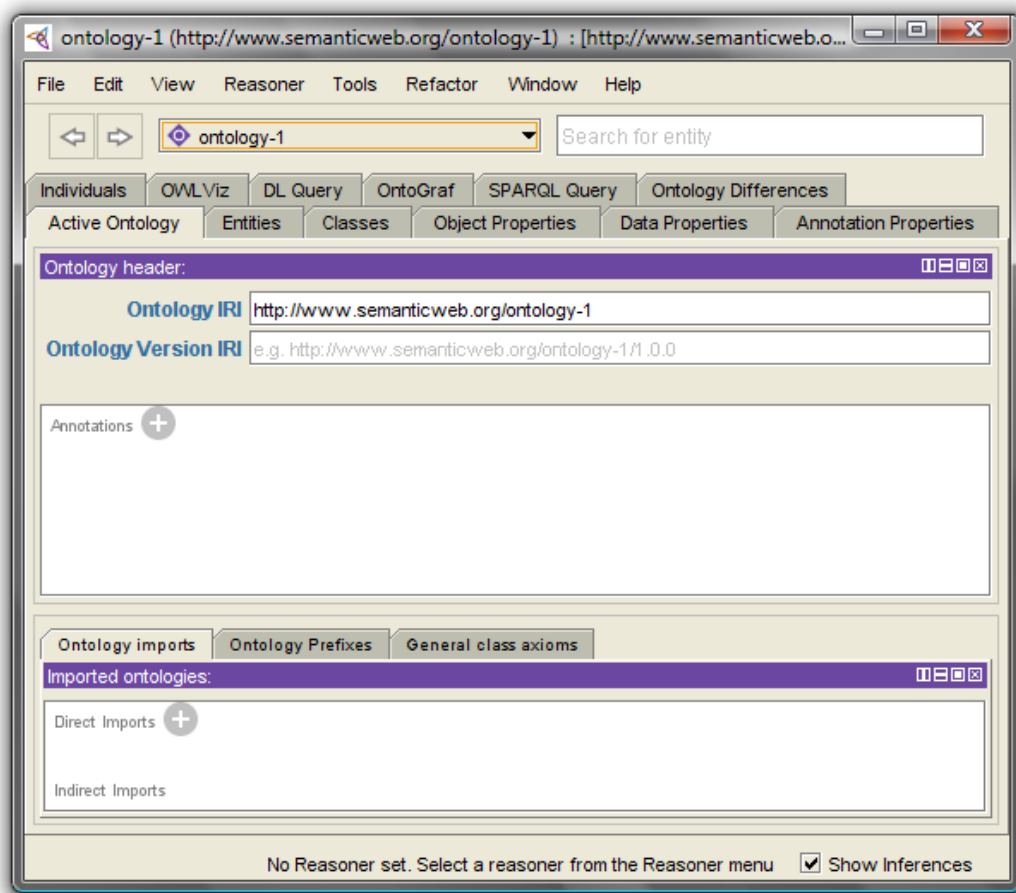 ontology-1 (http://www.semanticweb.org/ontology-1) : [http://www.semanticweb.o...
File Edit View Reasoner Tools Refactor Window Help
ontology-1 Search for entity
Individuals OWLViz DL Query OntoGraf SPARQL Query Ontology Differences
Active Ontology Entities Classes Object Properties Data Properties Annotation Properties
Ontology header:
Ontology IRI http://www.semanticweb.org/ontology-1
Ontology Version IRI e.g. http://www.semanticweb.org/ontology-1/1.0.0
Annotations
Ontology imports Ontology Prefixes General class axioms
Imported ontologies:
Direct Imports
Indirect Imports
No Reasoner set. Select a reasoner from the Reasoner menu Show Inferences